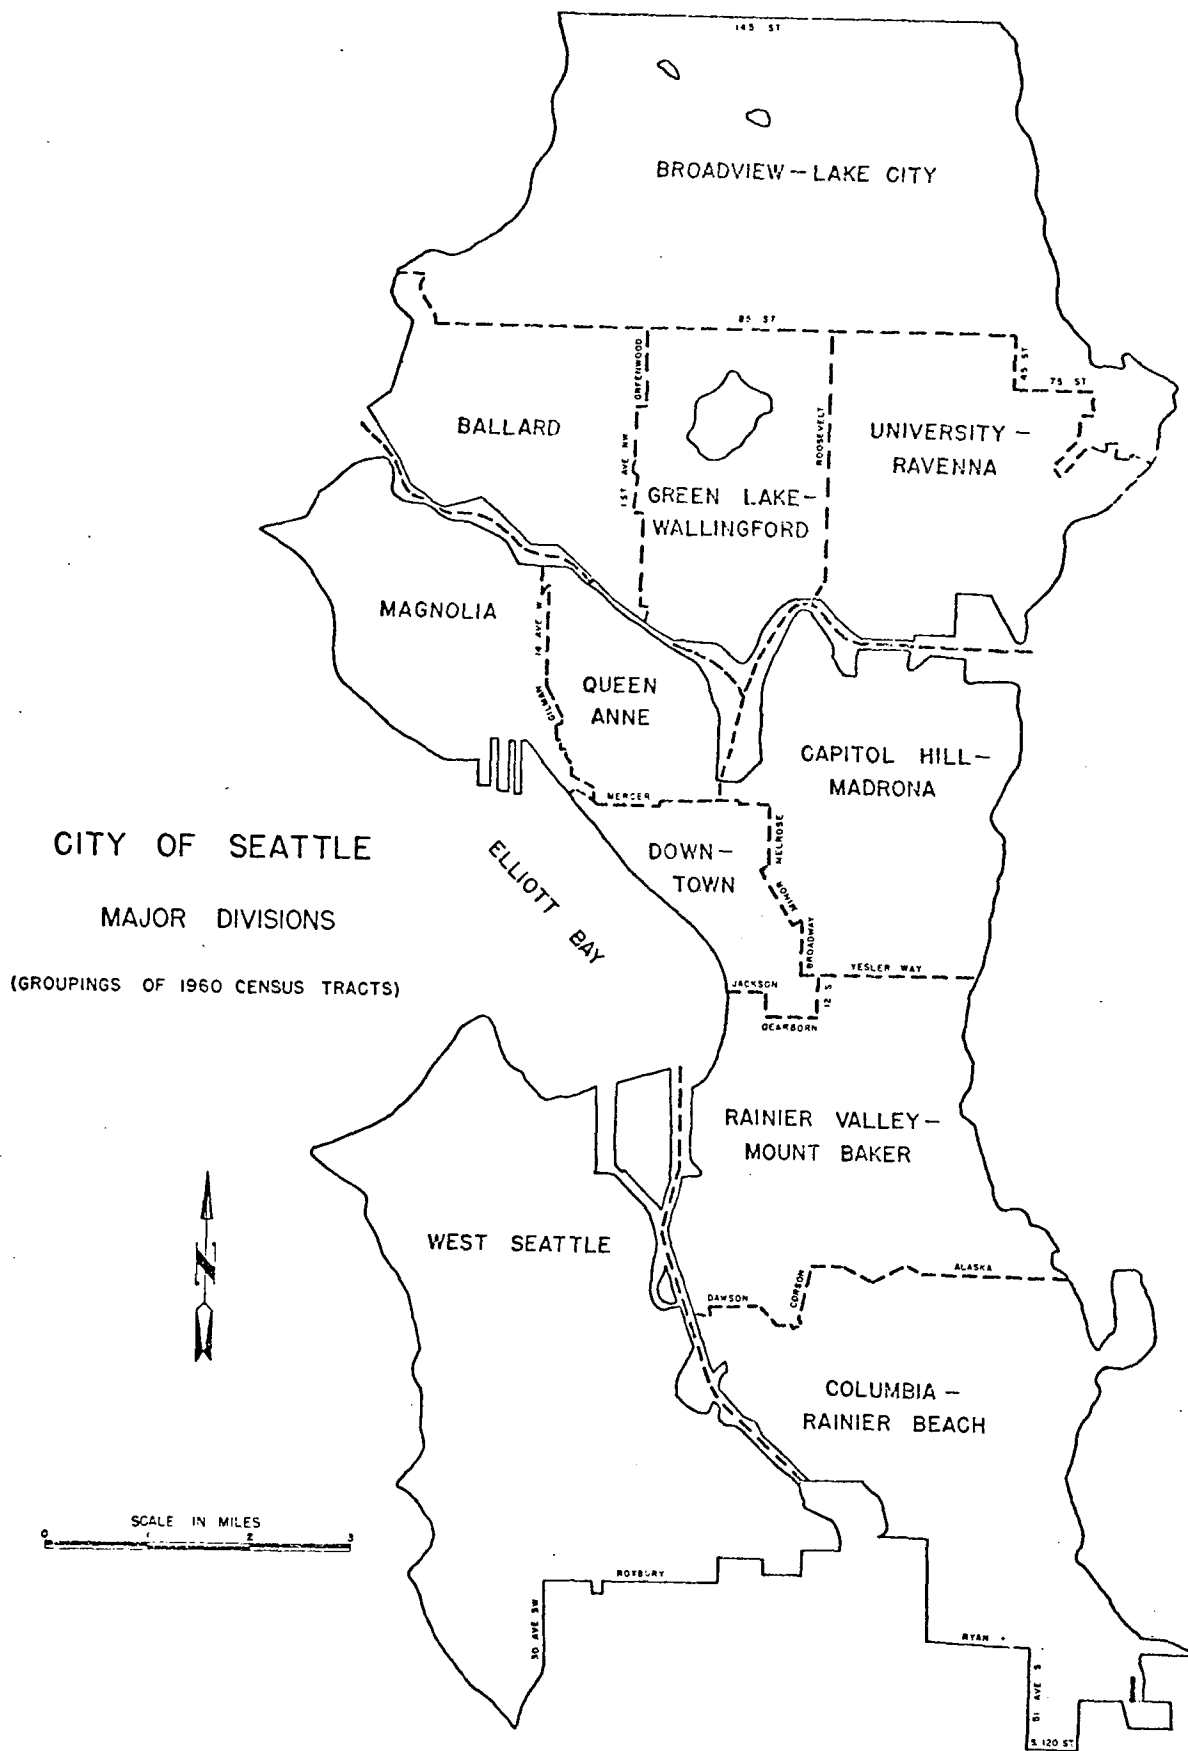 145 ST
BROADVIEW – LAKE CITY
85 ST
GREENWOOD
45 ST
75 ST
BALLARD
1ST AVE NW
ROOSEVELT
UNIVERSITY –
RAVENNA
GREEN LAKE–
WALLINGFORD
MAGNOLIA
14 AVE W
GILMAN
QUEEN
ANNE
CAPITOL HILL–
MADRONA
MERCER
MELROSE
MINOR
BROADWAY
DOWN–
TOWN
CITY OF SEATTLE
MAJOR DIVISIONS
(GROUPINGS OF 1960 CENSUS TRACTS)
ELLIOTT BAY
YESLER WAY
JACKSON
12 S
DEARBORN
RAINIER VALLEY–
MOUNT BAKER
N
WEST SEATTLE
ALASKA
CORSON
DAWSON
COLUMBIA –
RAINIER BEACH
SCALE IN MILES
0 1 2 3
ROXBURY
30 AVE SW
RYAN
51 AVE S
S. 120 ST.